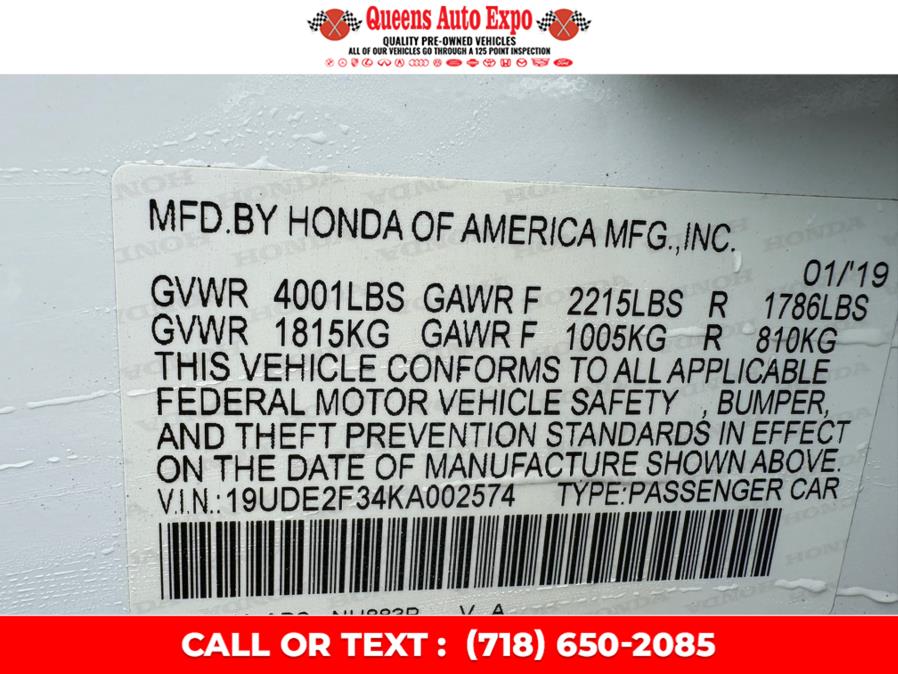 Queens Auto Expo
QUALITY PRE-OWNED VEHICLES
ALL OF OUR VEHICLES GO THROUGH A 125 POINT INSPECTION
MFD.BY HONDA OF AMERICA MFG.,INC.
01/'19
GVWR 4001LBS GAWR F 2215LBS R 1786LBS
GVWR 1815KG GAWR F 1005KG R 810KG
THIS VEHICLE CONFORMS TO ALL APPLICABLE
FEDERAL MOTOR VEHICLE SAFETY , BUMPER,
AND THEFT PREVENTION STANDARDS IN EFFECT
ON THE DATE OF MANUFACTURE SHOWN ABOVE.
V.I.N.: 19UDE2F34KA002574 TYPE:PASSENGER CAR
CALL OR TEXT : (718) 650-2085